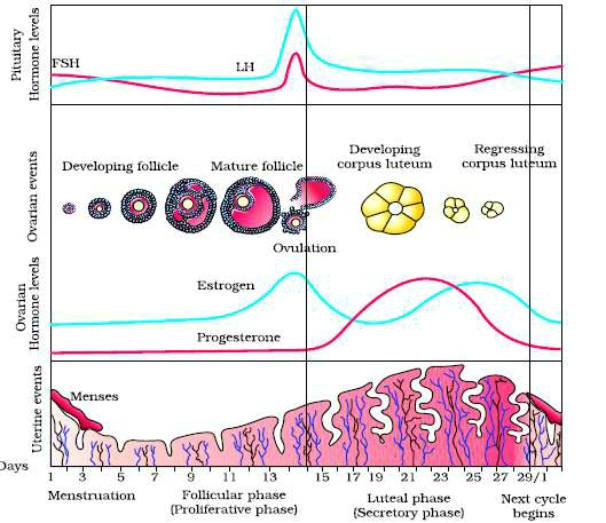 Pituitary
Hormone levels
FSH
LH
Ovarian events
Developing follicle
Mature follicle
Developing
corpus luteum
Regressing
corpus luteum
Ovulation
Ovarian
Hormone levels
Estrogen
Progesterone
Uterine events
Menses
Days
1 3 5 7 9 11 13 15 17 19 21 23 25 27 29/1
Menstruation
Follicular phase
(Proliferative phase)
Luteal phase
(Secretory phase)
Next cycle
begins